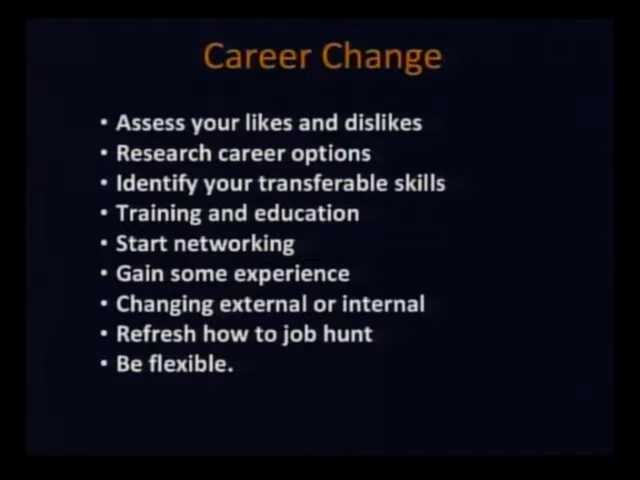 Career Change
• Assess your likes and dislikes
• Research career options
• Identify your transferable skills
• Training and education
• Start networking
• Gain some experience
• Changing external or internal
• Refresh how to job hunt
• Be flexible.